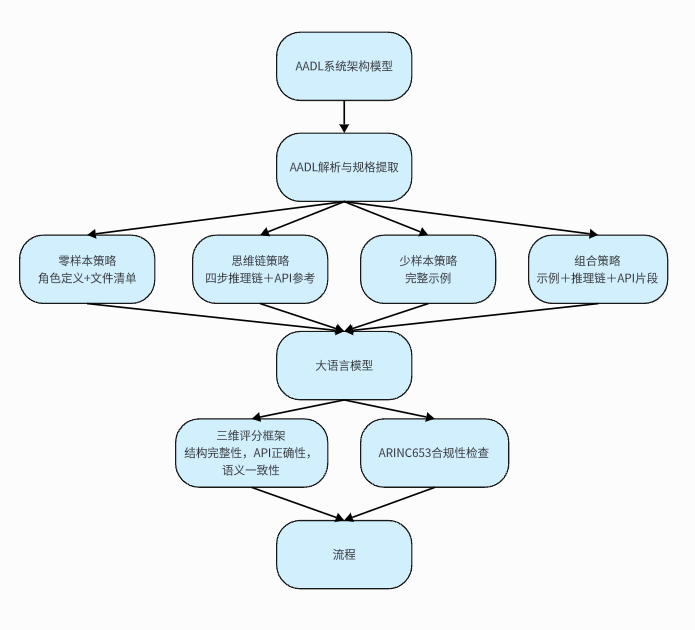 AADL系统架构模型
AADL解析与规格提取
零样本策略
角色定义+文件清单
思维链策略
四步推理链＋API参考
少样本策略
完整示例
组合策略
示例＋推理链＋API片段
大语言模型
三维评分框架
结构完整性，API正确性，
语义一致性
ARINC653合规性检查
流程